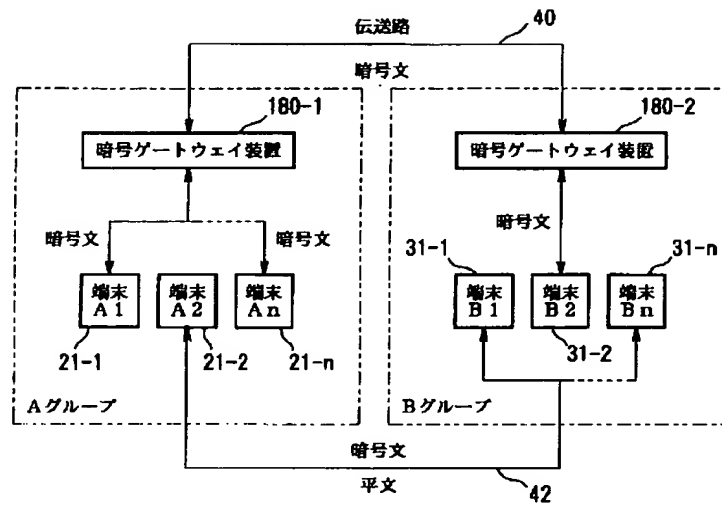 伝送路
40
暗号文
180-1
180-2
暗号ゲートウェイ装置
暗号ゲートウェイ装置
暗号文
暗号文
暗号文
31-1
31-n
端末
A1
端末
A2
端末
An
端末
B1
端末
B2
端末
Bn
21-1
21-2
21-n
31-2
Aグループ
Bグループ
暗号文
平文
42